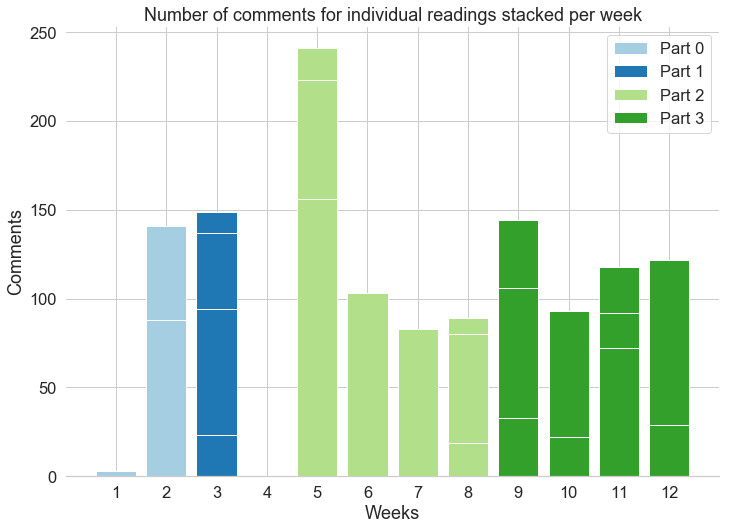 Number of comments for individual readings stacked per week
Part 0
Part 1
Part 2
Part 3
Comments
250
200
150
100
50
0
1 2 3 4 5 6 7 8 9 10 11 12
Weeks